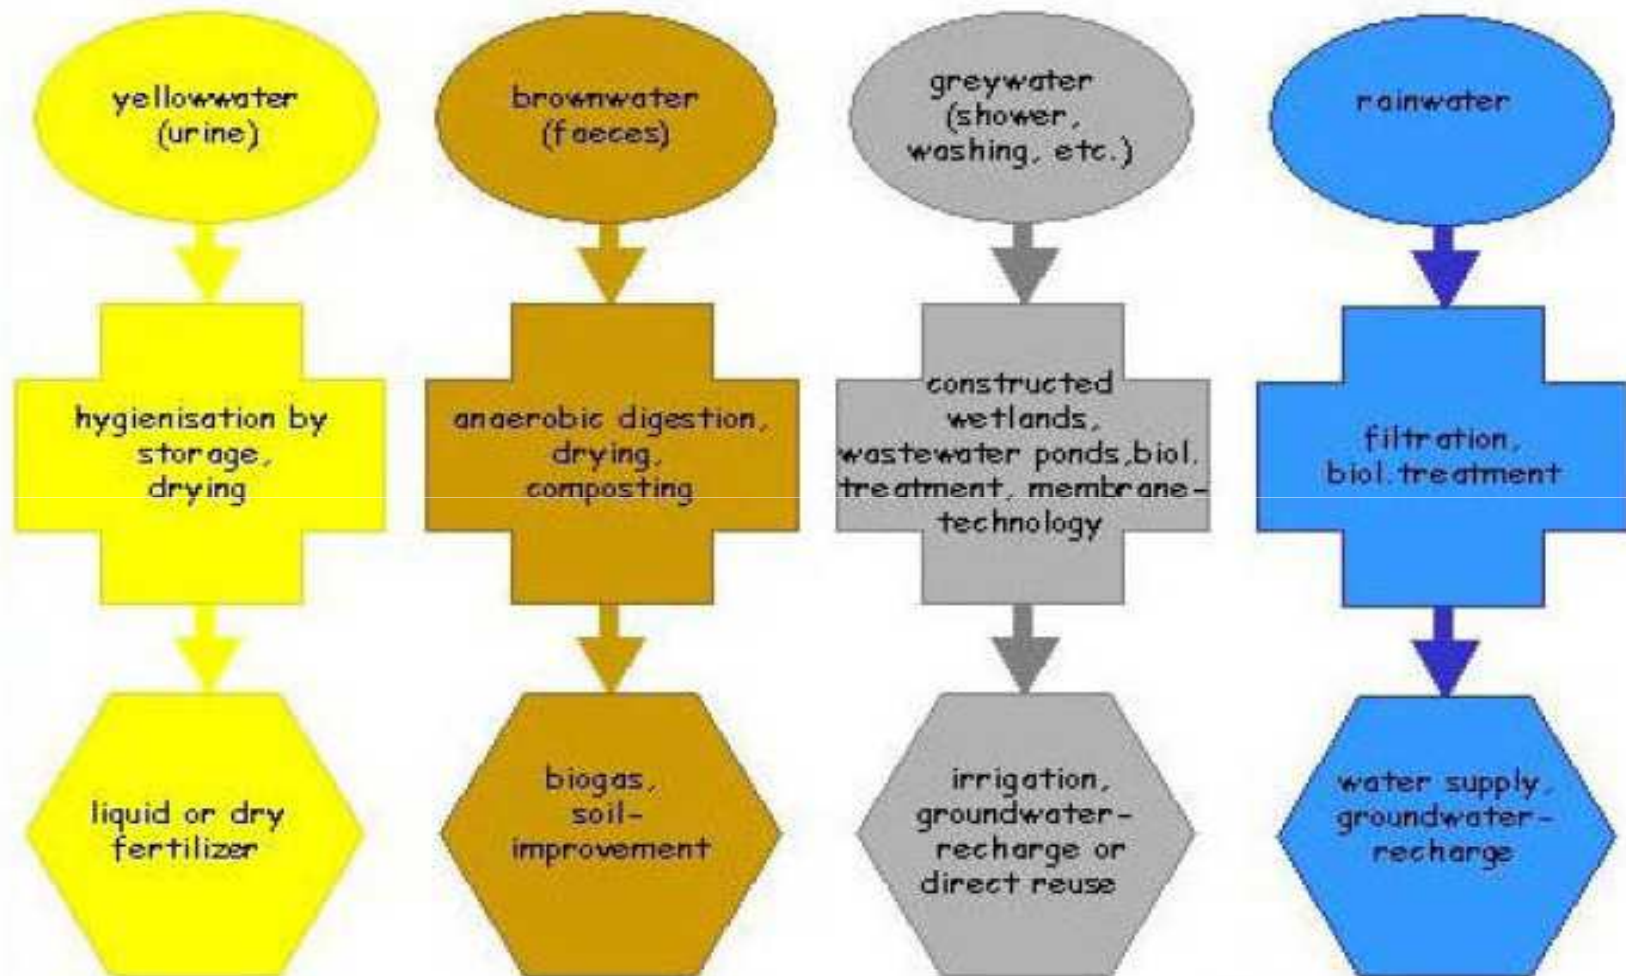 yellowwater
(urine)
brownwater
(faeces)
greywater
(shower,
washing, etc.)
rainwater
hygienisation by
storage,
drying
anaerobic digestion,
drying,
composting
constructed
wetlands,
wastewater ponds,biol.
treatment, membrane-
technology
filtration,
biol.treatment
liquid or dry
fertilizer
biogas,
soil-
improvement
irrigation,
groundwater-
recharge or
direct reuse
water supply,
groundwater-
recharge